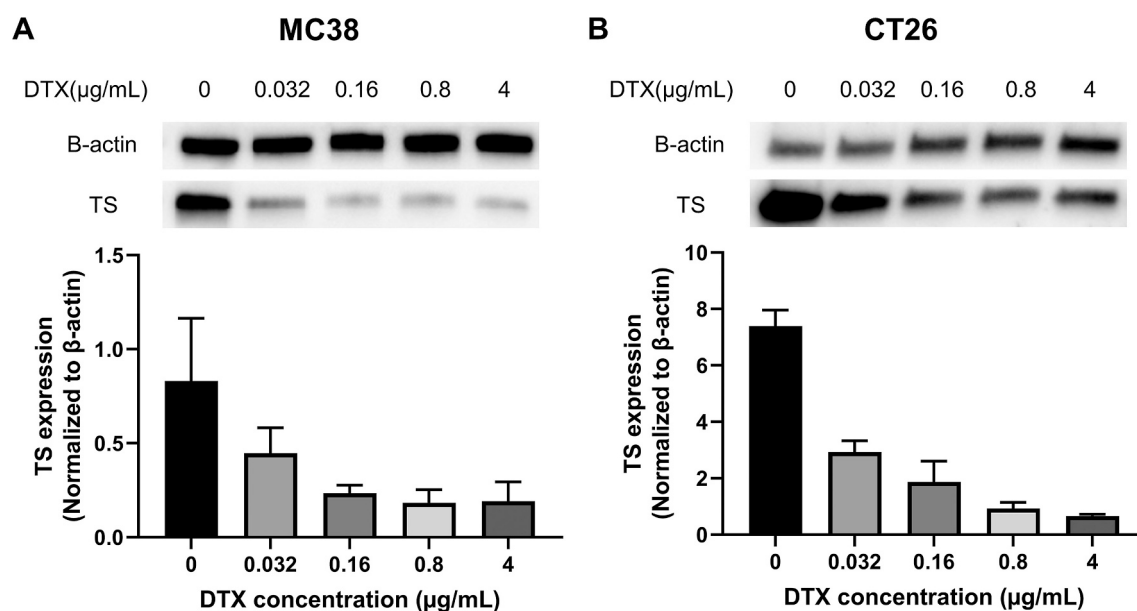 A
MC38
DTX(μg/mL) 0 0.032 0.16 0.8 4
B-actin
TS
TS expression
(Normalized to β-actin)
1.5
1.0
0.5
0.0
0 0.032 0.16 0.8 4
DTX concentration (μg/mL)
B
CT26
DTX(μg/mL) 0 0.032 0.16 0.8 4
B-actin
TS
TS expression
(Normalized to β-actin)
10
8
6
4
2
0
0 0.032 0.16 0.8 4
DTX concentration (μg/mL)